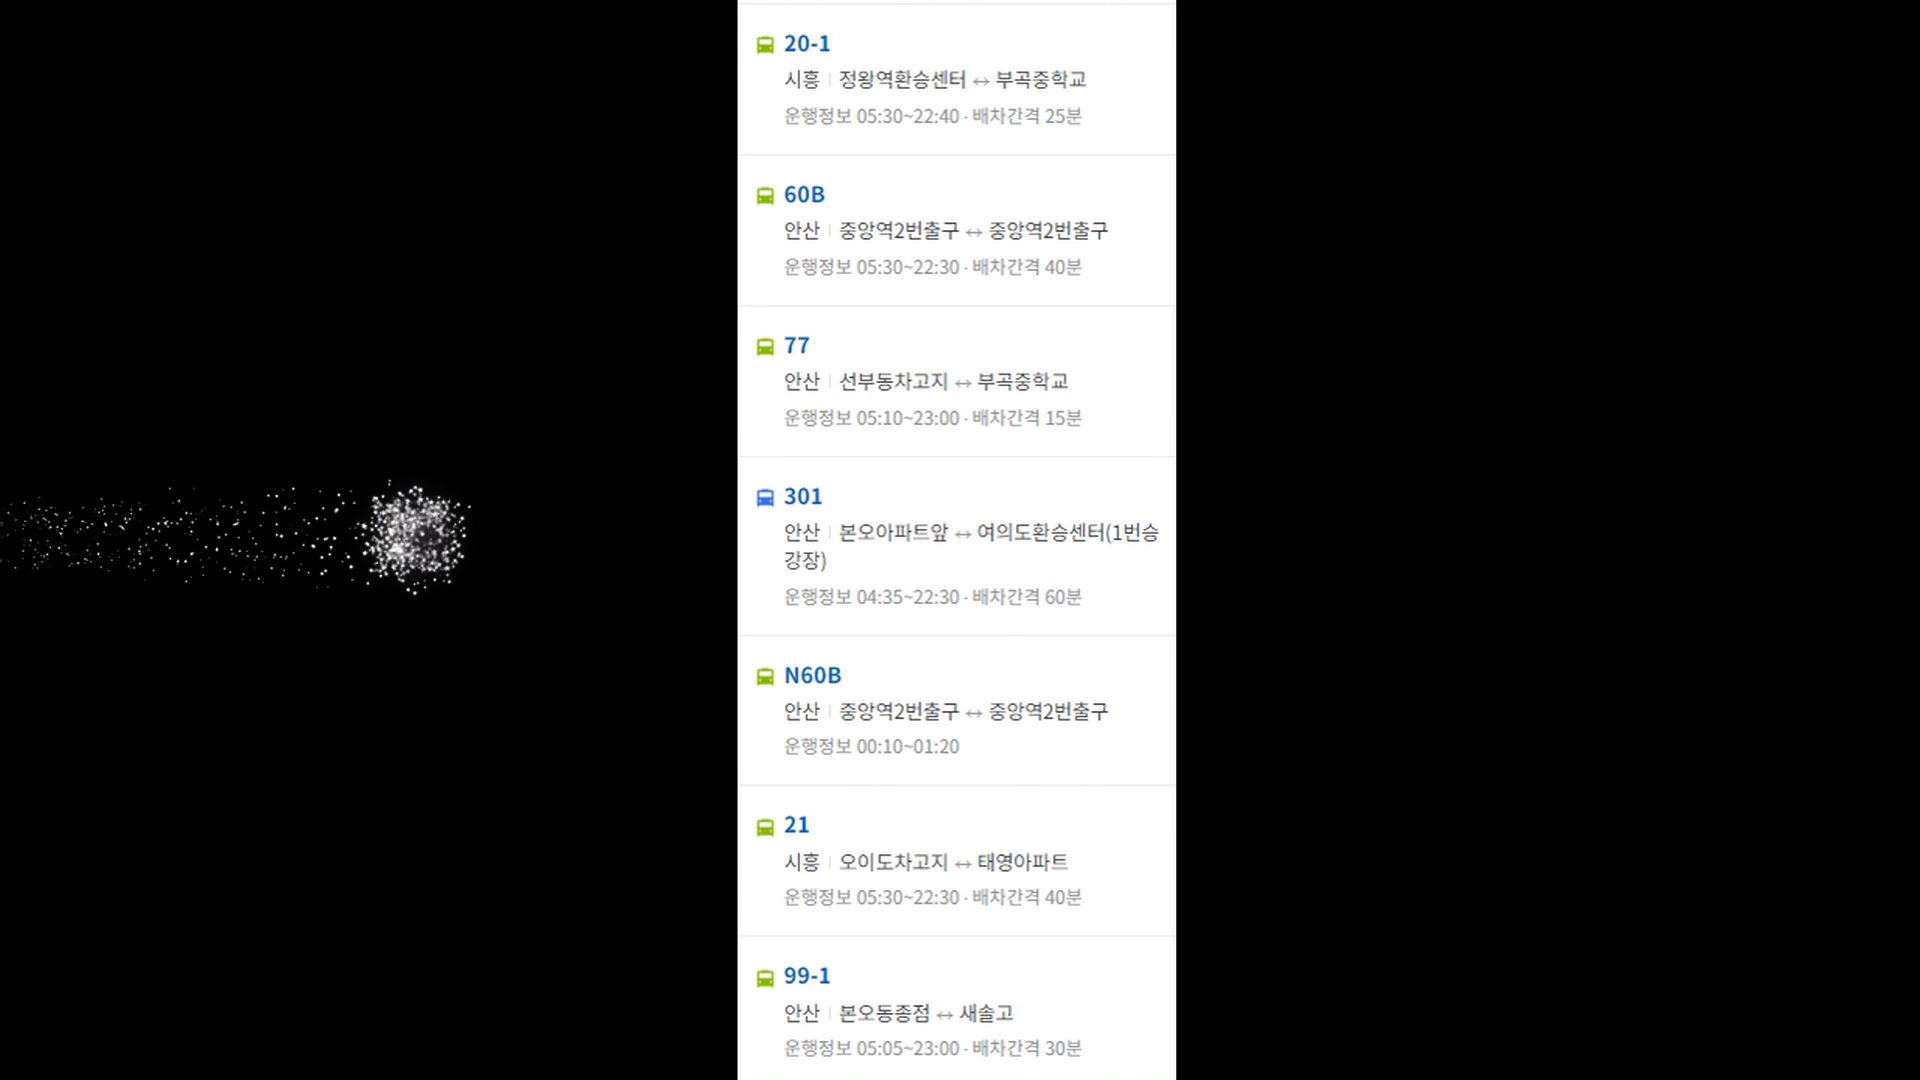 20-1
시흥 | 정왕역환승센터 ↔ 부곡중학교
운행정보 05:30~22:40 · 배차간격 25분
60B
안산 | 중앙역2번출구 ↔ 중앙역2번출구
운행정보 05:30~22:30 · 배차간격 40분
77
안산 | 선부동차고지 ↔ 부곡중학교
운행정보 05:10~23:00 · 배차간격 15분
301
안산 | 본오아파트앞 ↔ 여의도환승센터(1번승
강장)
운행정보 04:35~22:30 · 배차간격 60분
N60B
안산 | 중앙역2번출구 ↔ 중앙역2번출구
운행정보 00:10~01:20
21
시흥 | 오이도차고지 ↔ 태영아파트
운행정보 05:30~22:30 · 배차간격 40분
99-1
안산 | 본오동종점 ↔ 새솔고
운행정보 05:05~23:00 · 배차간격 30분